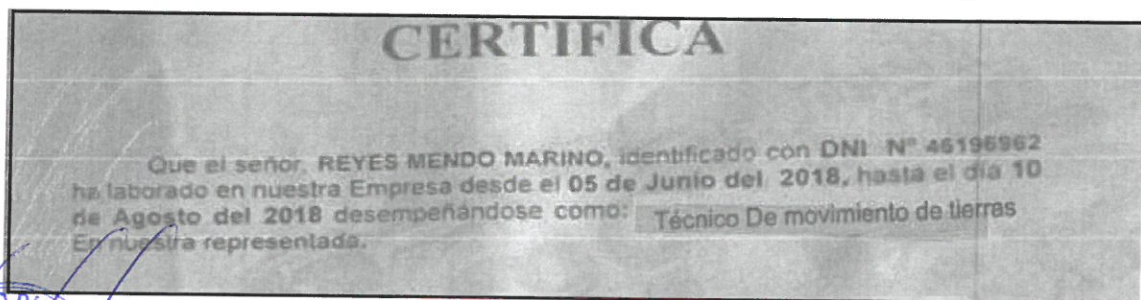 CERTIFICA
Que el señor, REYES MENDO MARINO, identificado con DNI Nº 46196962
ha laborado en nuestra Empresa desde el 05 de Junio del 2018, hasta el día 10
de Agosto del 2018 desempeñándose como: Técnico De movimiento de tierras
En nuestra representada.